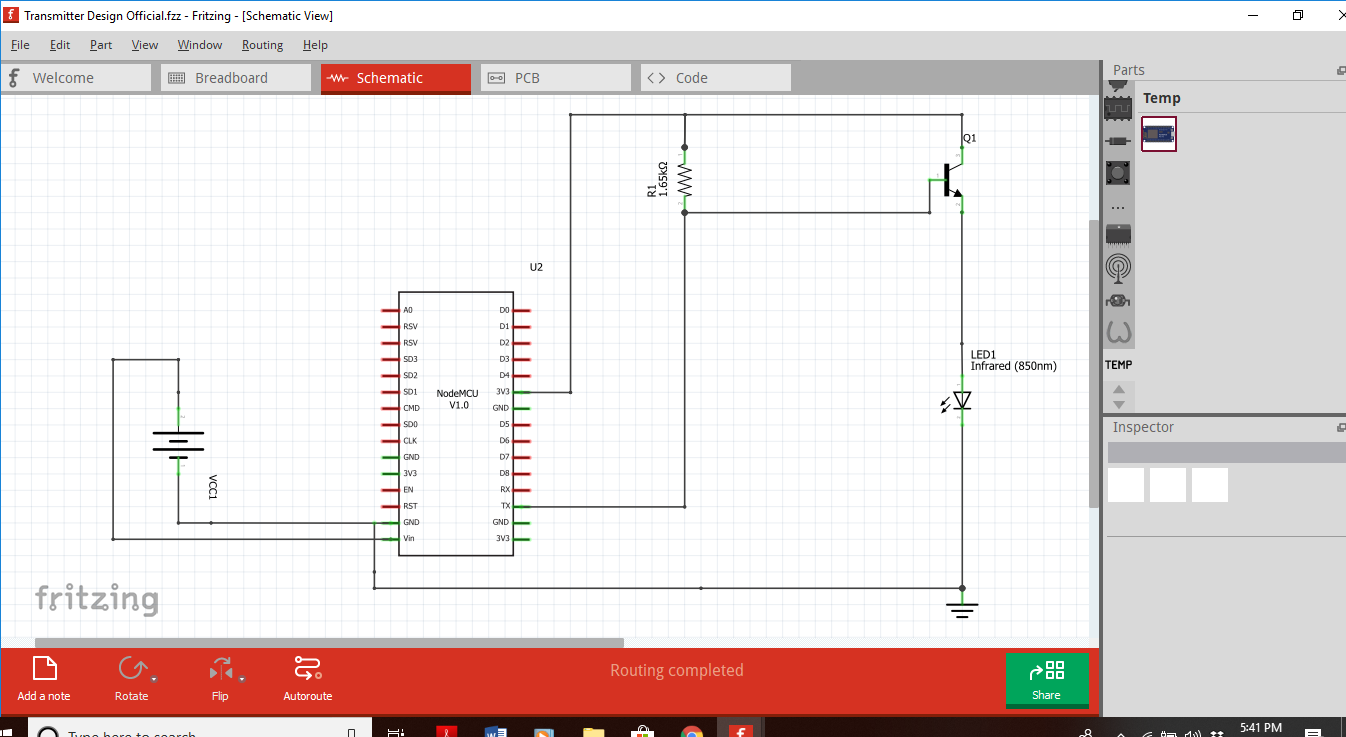 Transmitter Design Official.fzz - Fritzing - [Schematic View]
File Edit Part View Window Routing Help
Welcome Breadboard Schematic PCB Code
Parts
Temp
Q1
R1
1.65kΩ
U2
A0 D0
RSV D1
RSV D2
SD3 D3
SD2 D4
SD1 3V3
CMD GND
SD0 D5
CLK D6
GND D7
3V3 D8
EN RX
RST TX
GND GND
Vin 3V3
NodeMCU
V1.0
VCC1
LED1
Infrared (850nm)
TEMP
Inspector
fritzing
Routing completed
Add a note Rotate Flip Autoroute Share
Type here to search
5:41 PM